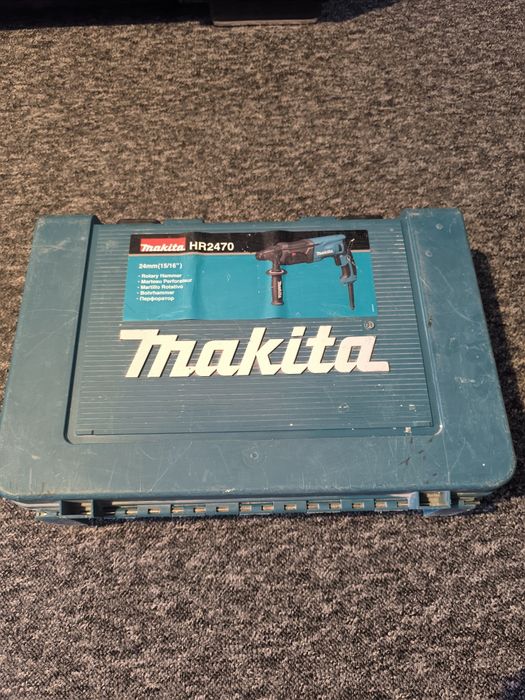 makita HR2470
24mm(15/16")
- Rotary Hammer
- Marteau Perforateur
- Martillo Rotativo
- Bohrhammer
- Перфоратор
makita